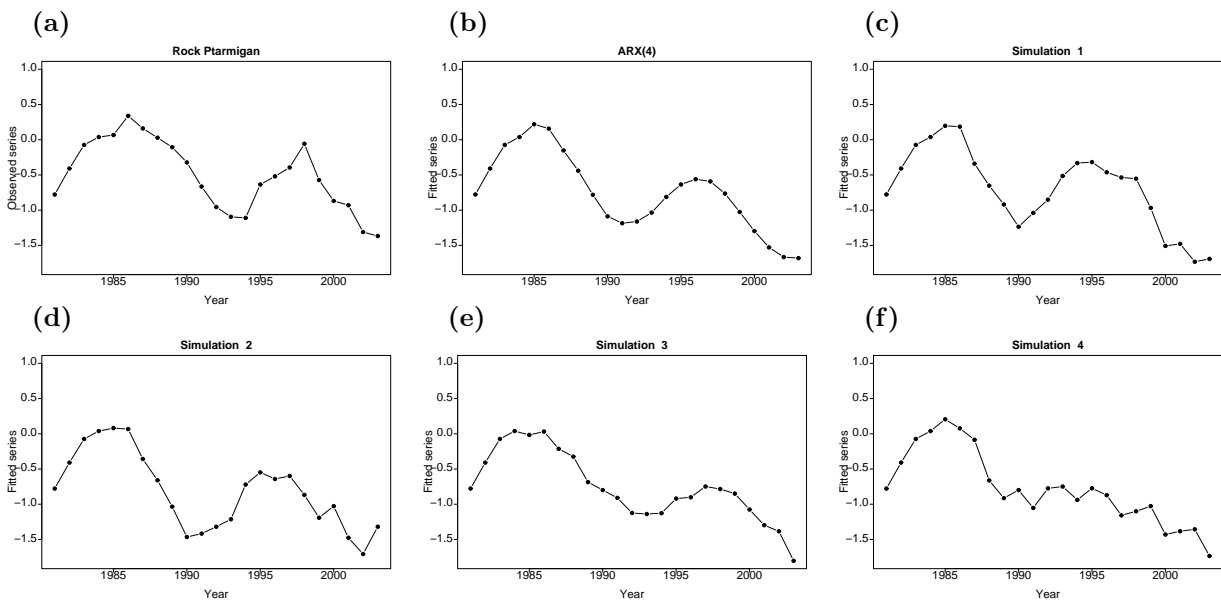 (a)
Rock Ptarmigan
1.0
0.5
0.0
−0.5
−1.0
−1.5
Observed series
1985 1990 1995 2000
Year
(b)
ARX(4)
1.0
0.5
0.0
−0.5
−1.0
−1.5
Fitted series
1985 1990 1995 2000
Year
(c)
Simulation 1
1.0
0.5
0.0
−0.5
−1.0
−1.5
Fitted series
1985 1990 1995 2000
Year
(d)
Simulation 2
1.0
0.5
0.0
−0.5
−1.0
−1.5
Fitted series
1985 1990 1995 2000
Year
(e)
Simulation 3
1.0
0.5
0.0
−0.5
−1.0
−1.5
Fitted series
1985 1990 1995 2000
Year
(f)
Simulation 4
1.0
0.5
0.0
−0.5
−1.0
−1.5
Fitted series
1985 1990 1995 2000
Year